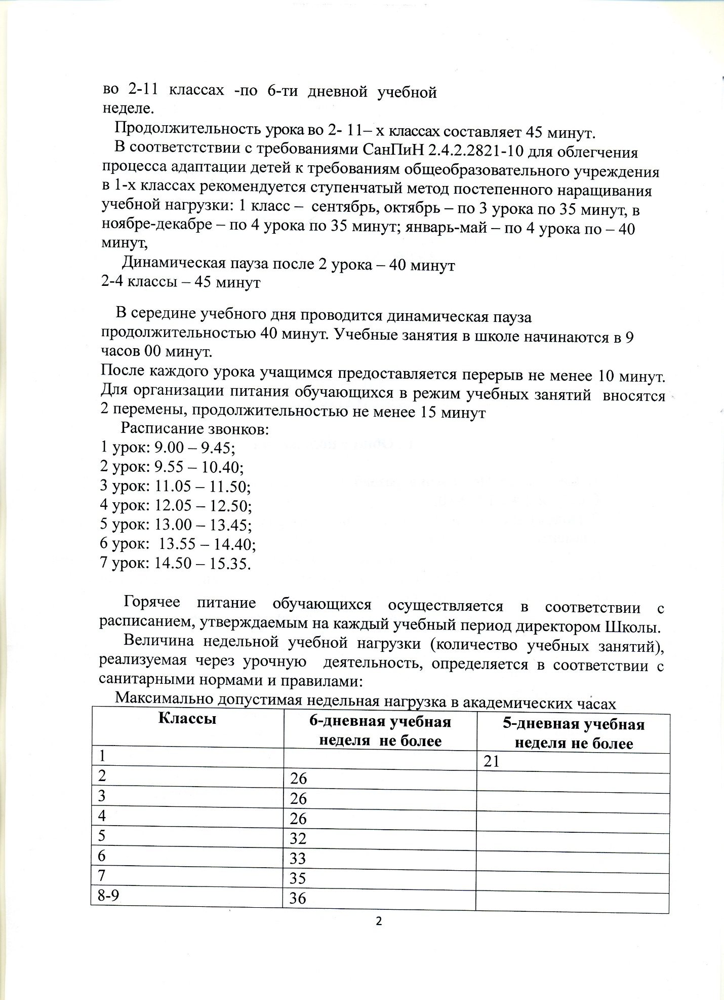 во 2-11 классах -по 6-ти дневной учебной
неделе.
Продолжительность урока во 2- 11– х классах составляет 45 минут.
В соответстствии с требованиями СанПиН 2.4.2.2821-10 для облегчения
процесса адаптации детей к требованиям общеобразовательного учреждения
в 1-х классах рекомендуется ступенчатый метод постепенного наращивания
учебной нагрузки: 1 класс – сентябрь, октябрь – по 3 урока по 35 минут, в
ноябре-декабре – по 4 урока по 35 минут; январь-май – по 4 урока по – 40
минут,
Динамическая пауза после 2 урока – 40 минут
2-4 классы – 45 минут
В середине учебного дня проводится динамическая пауза
продолжительностью 40 минут. Учебные занятия в школе начинаются в 9
часов 00 минут.
После каждого урока учащимся предоставляется перерыв не менее 10 минут.
Для организации питания обучающихся в режим учебных занятий вносятся
2 перемены, продолжительностью не менее 15 минут
Расписание звонков:
1 урок: 9.00 – 9.45;
2 урок: 9.55 – 10.40;
3 урок: 11.05 – 11.50;
4 урок: 12.05 – 12.50;
5 урок: 13.00 – 13.45;
6 урок: 13.55 – 14.40;
7 урок: 14.50 – 15.35.
Горячее питание обучающихся осуществляется в соответствии с
расписанием, утверждаемым на каждый учебный период директором Школы.
Величина недельной учебной нагрузки (количество учебных занятий),
реализуемая через урочную деятельность, определяется в соответствии с
санитарными нормами и правилами:
Максимально допустимая недельная нагрузка в академических часах
Классы 6-дневная учебная неделя не более 5-дневная учебная неделя не более
1 21
2 26
3 26
4 26
5 32
6 33
7 35
8-9 36
2